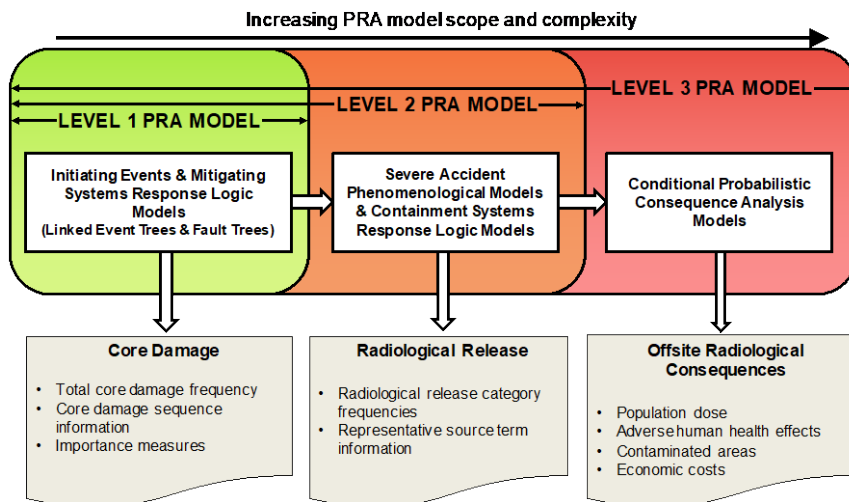 Increasing PRA model scope and complexity
LEVEL 3 PRA MODEL
LEVEL 2 PRA MODEL
LEVEL 1 PRA MODEL
Initiating Events & Mitigating
Systems Response Logic
Models
(Linked Event Trees & Fault Trees)
Severe Accident
Phenomenological Models
& Containment Systems
Response Logic Models
Conditional Probabilistic
Consequence Analysis
Models
Core Damage
• Total core damage frequency
• Core damage sequence
information
• Importance measures
Radiological Release
• Radiological release category
frequencies
• Representative source term
information
Offsite Radiological
Consequences
• Population dose
• Adverse human health effects
• Contaminated areas
• Economic costs